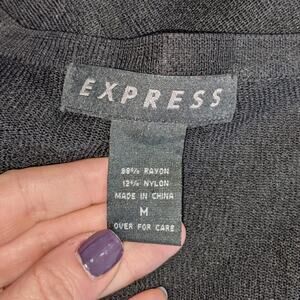 EXPRESS
88% RAYON
12% NYLON
MADE IN CHINA
M
OVER FOR CARE